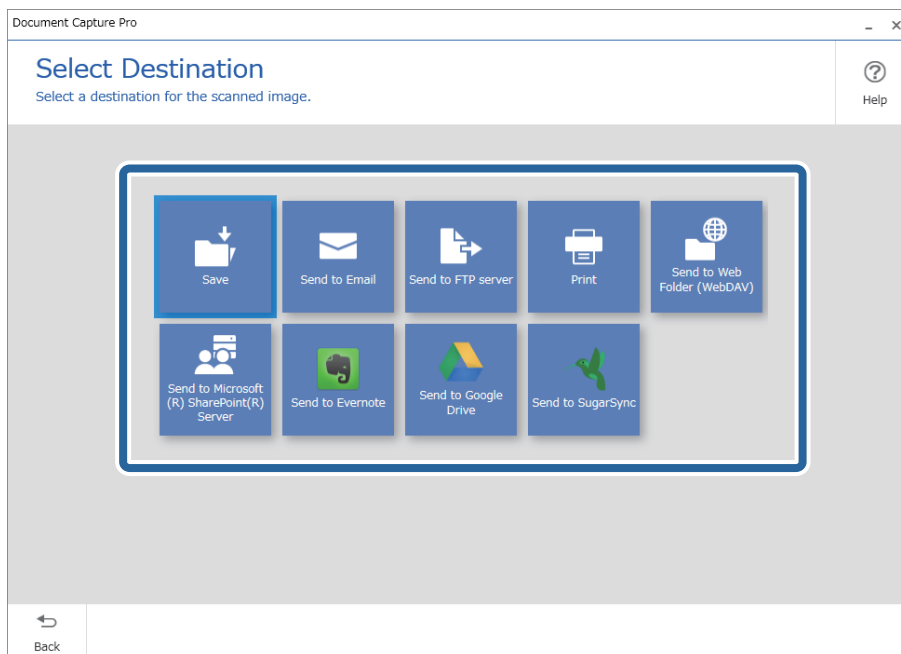 Document Capture Pro
Select Destination
Select a destination for the scanned image.
Help
Save
Send to Email
Send to FTP server
Print
Send to Web
Folder (WebDAV)
Send to Microsoft
(R) SharePoint(R)
Server
Send to Evernote
Send to Google
Drive
Send to SugarSync
Back